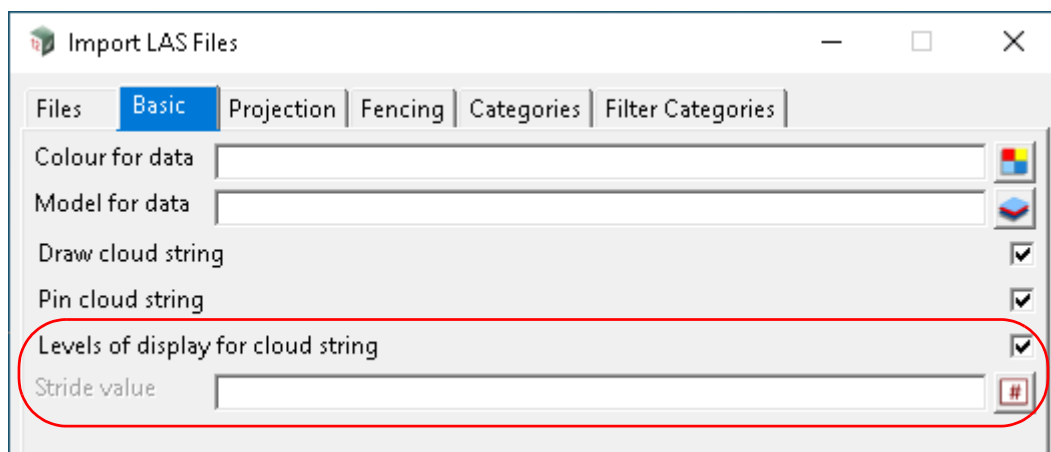 Import LAS Files
Files Basic Projection Fencing Categories Filter Categories
Colour for data
Model for data
Draw cloud string
Pin cloud string
Levels of display for cloud string
Stride value #